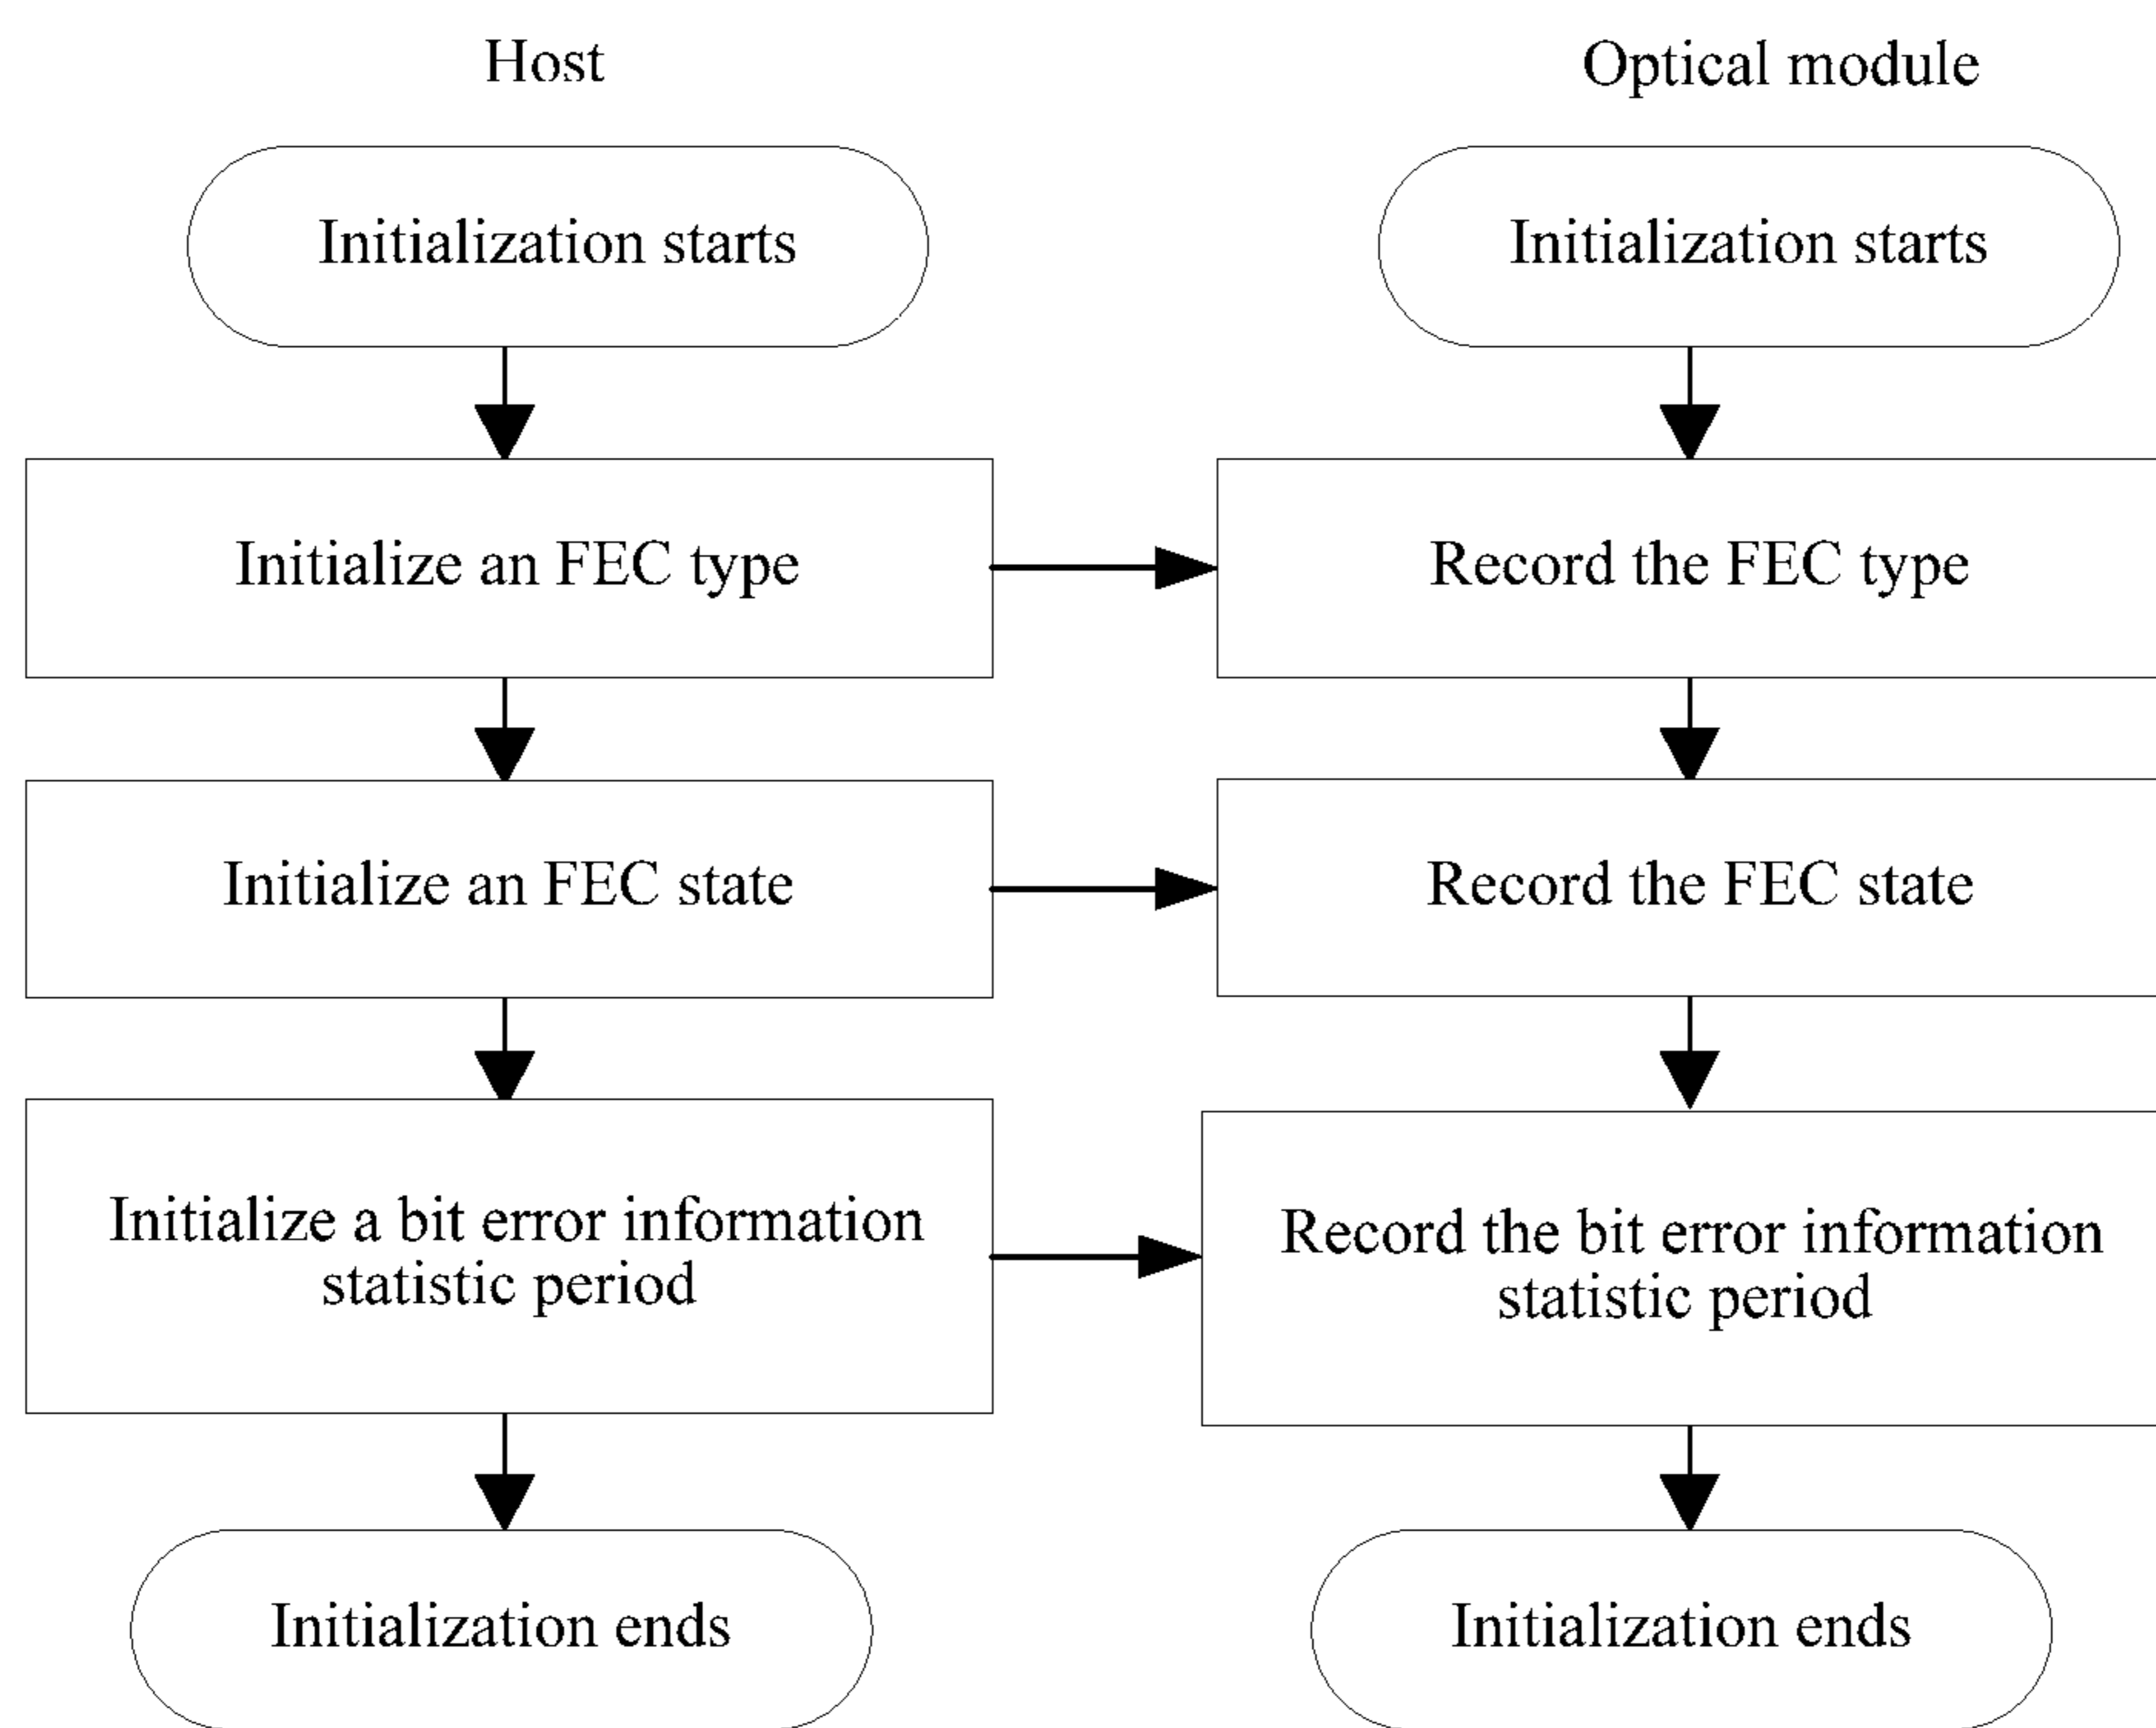 Host
Optical module
Initialization starts
Initialization starts
Initialize an FEC type
Record the FEC type
Initialize an FEC state
Record the FEC state
Initialize a bit error information
statistic period
Record the bit error information
statistic period
Initialization ends
Initialization ends